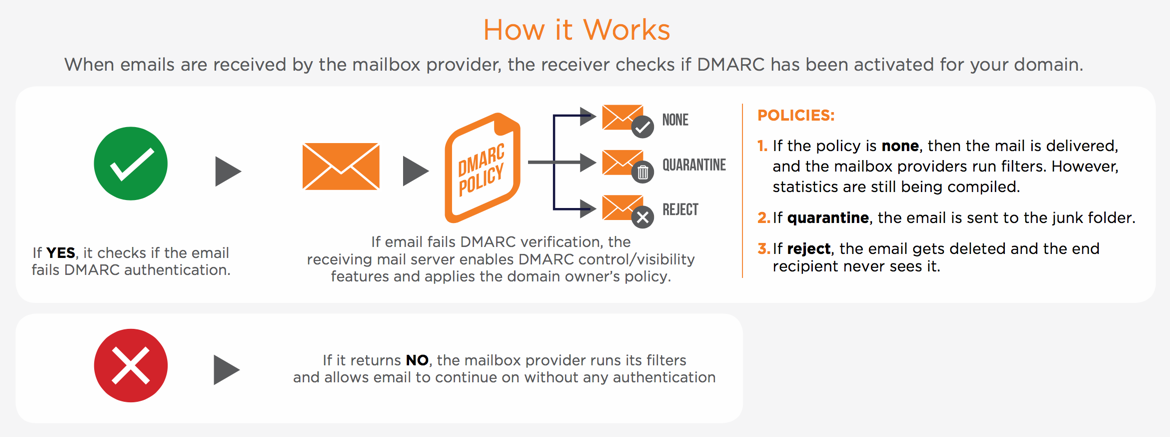 How it Works
When emails are received by the mailbox provider, the receiver checks if DMARC has been activated for your domain.
If YES, it checks if the email
fails DMARC authentication.
DMARC
POLICY
If email fails DMARC verification, the
receiving mail server enables DMARC control/visibility
features and applies the domain owner's policy.
NONE
QUARANTINE
REJECT
POLICIES:
1. If the policy is none, then the mail is delivered,
and the mailbox providers run filters. However,
statistics are still being compiled.
2. If quarantine, the email is sent to the junk folder.
3. If reject, the email gets deleted and the end
recipient never sees it.
If it returns NO, the mailbox provider runs its filters
and allows email to continue on without any authentication